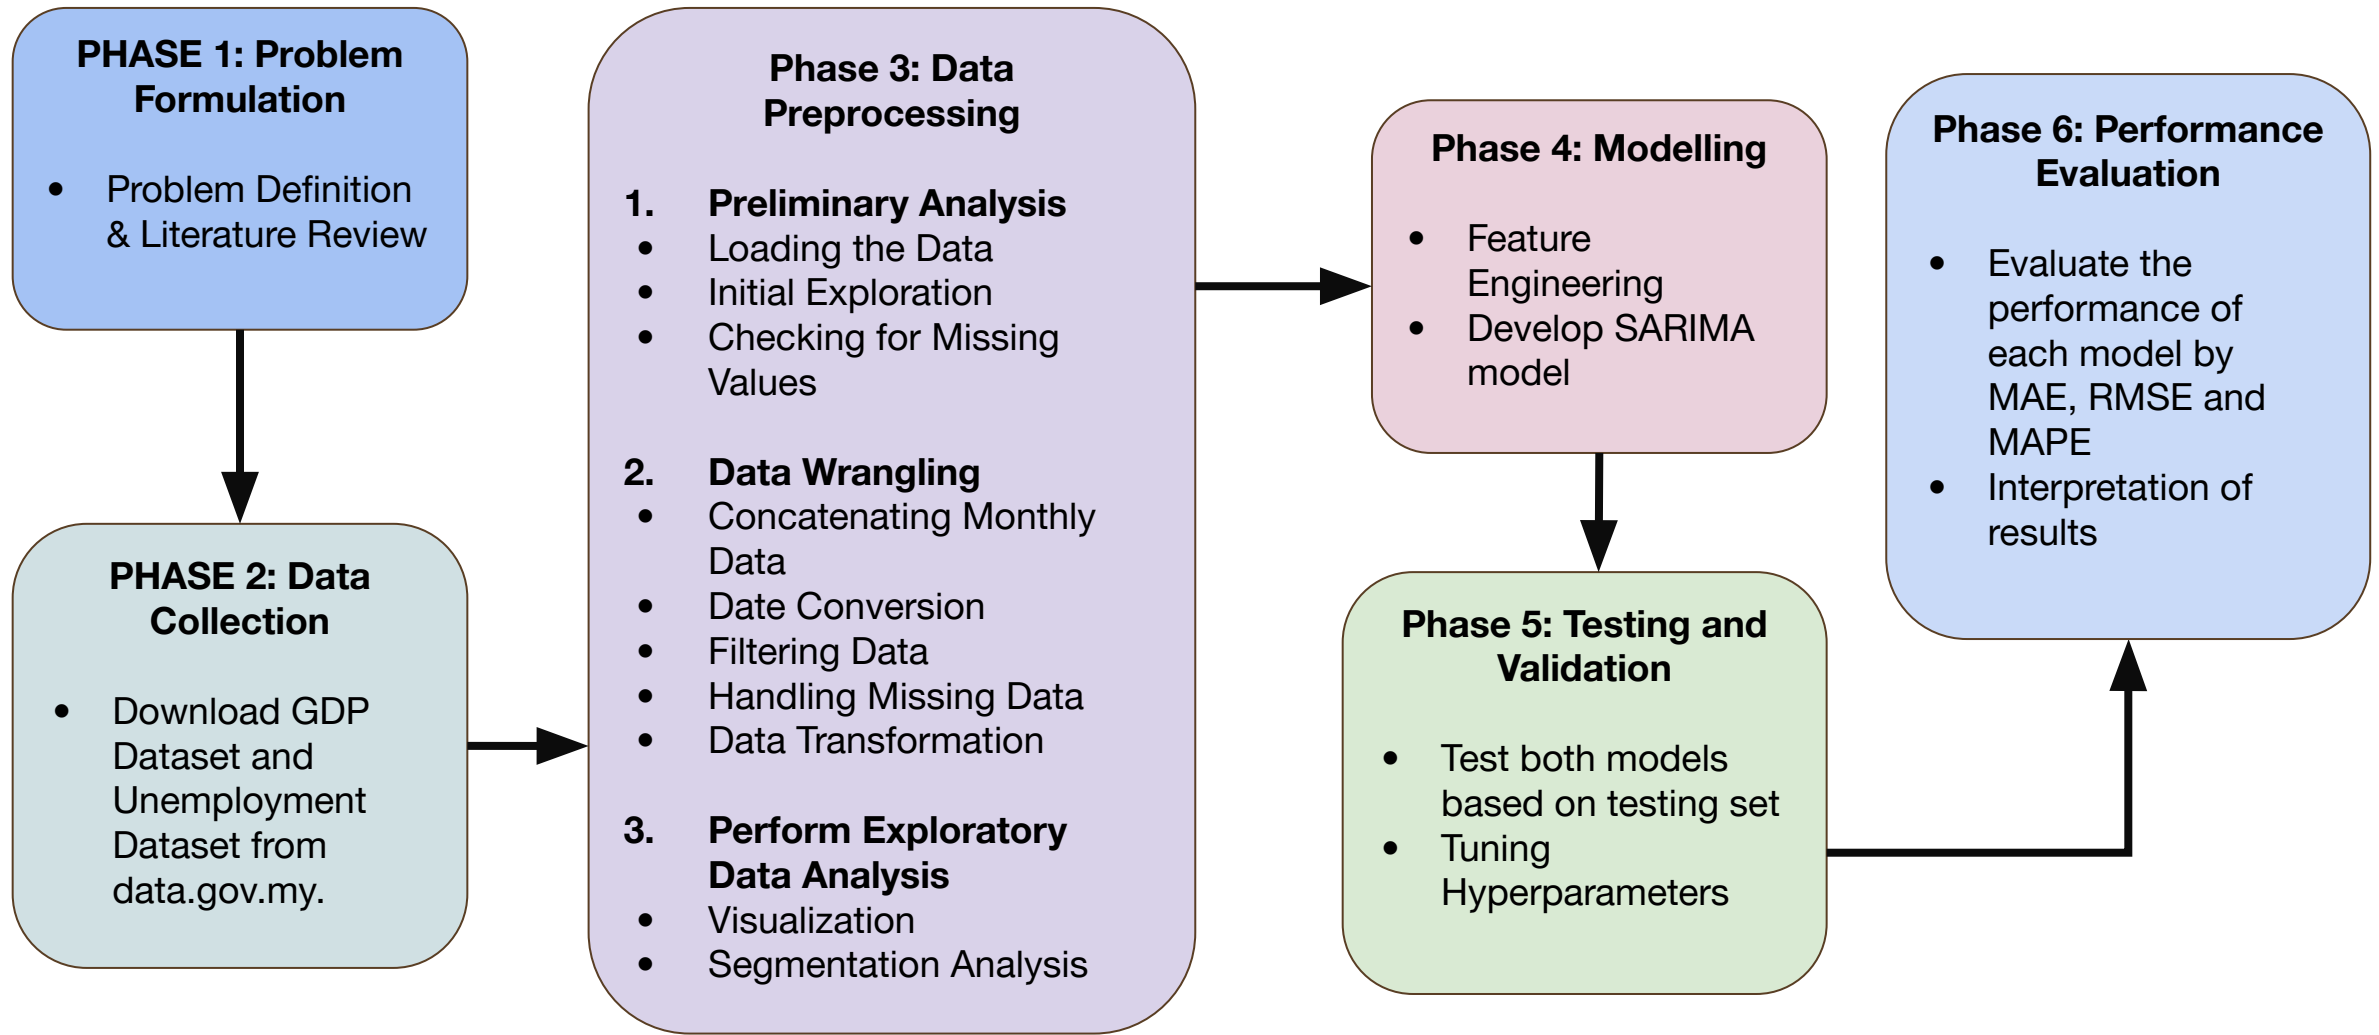 PHASE 1: Problem
Formulation
• Problem Definition
& Literature Review
PHASE 2: Data
Collection
• Download GDP
Dataset and
Unemployment
Dataset from
data.gov.my.
Phase 3: Data
Preprocessing
1. Preliminary Analysis
• Loading the Data
• Initial Exploration
• Checking for Missing
Values
2. Data Wrangling
• Concatenating Monthly
Data
• Date Conversion
• Filtering Data
• Handling Missing Data
• Data Transformation
3. Perform Exploratory
Data Analysis
• Visualization
• Segmentation Analysis
Phase 4: Modelling
• Feature
Engineering
• Develop SARIMA
model
Phase 5: Testing and
Validation
• Test both models
based on testing set
• Tuning
Hyperparameters
Phase 6: Performance
Evaluation
• Evaluate the
performance of
each model by
MAE, RMSE and
MAPE
• Interpretation of
results